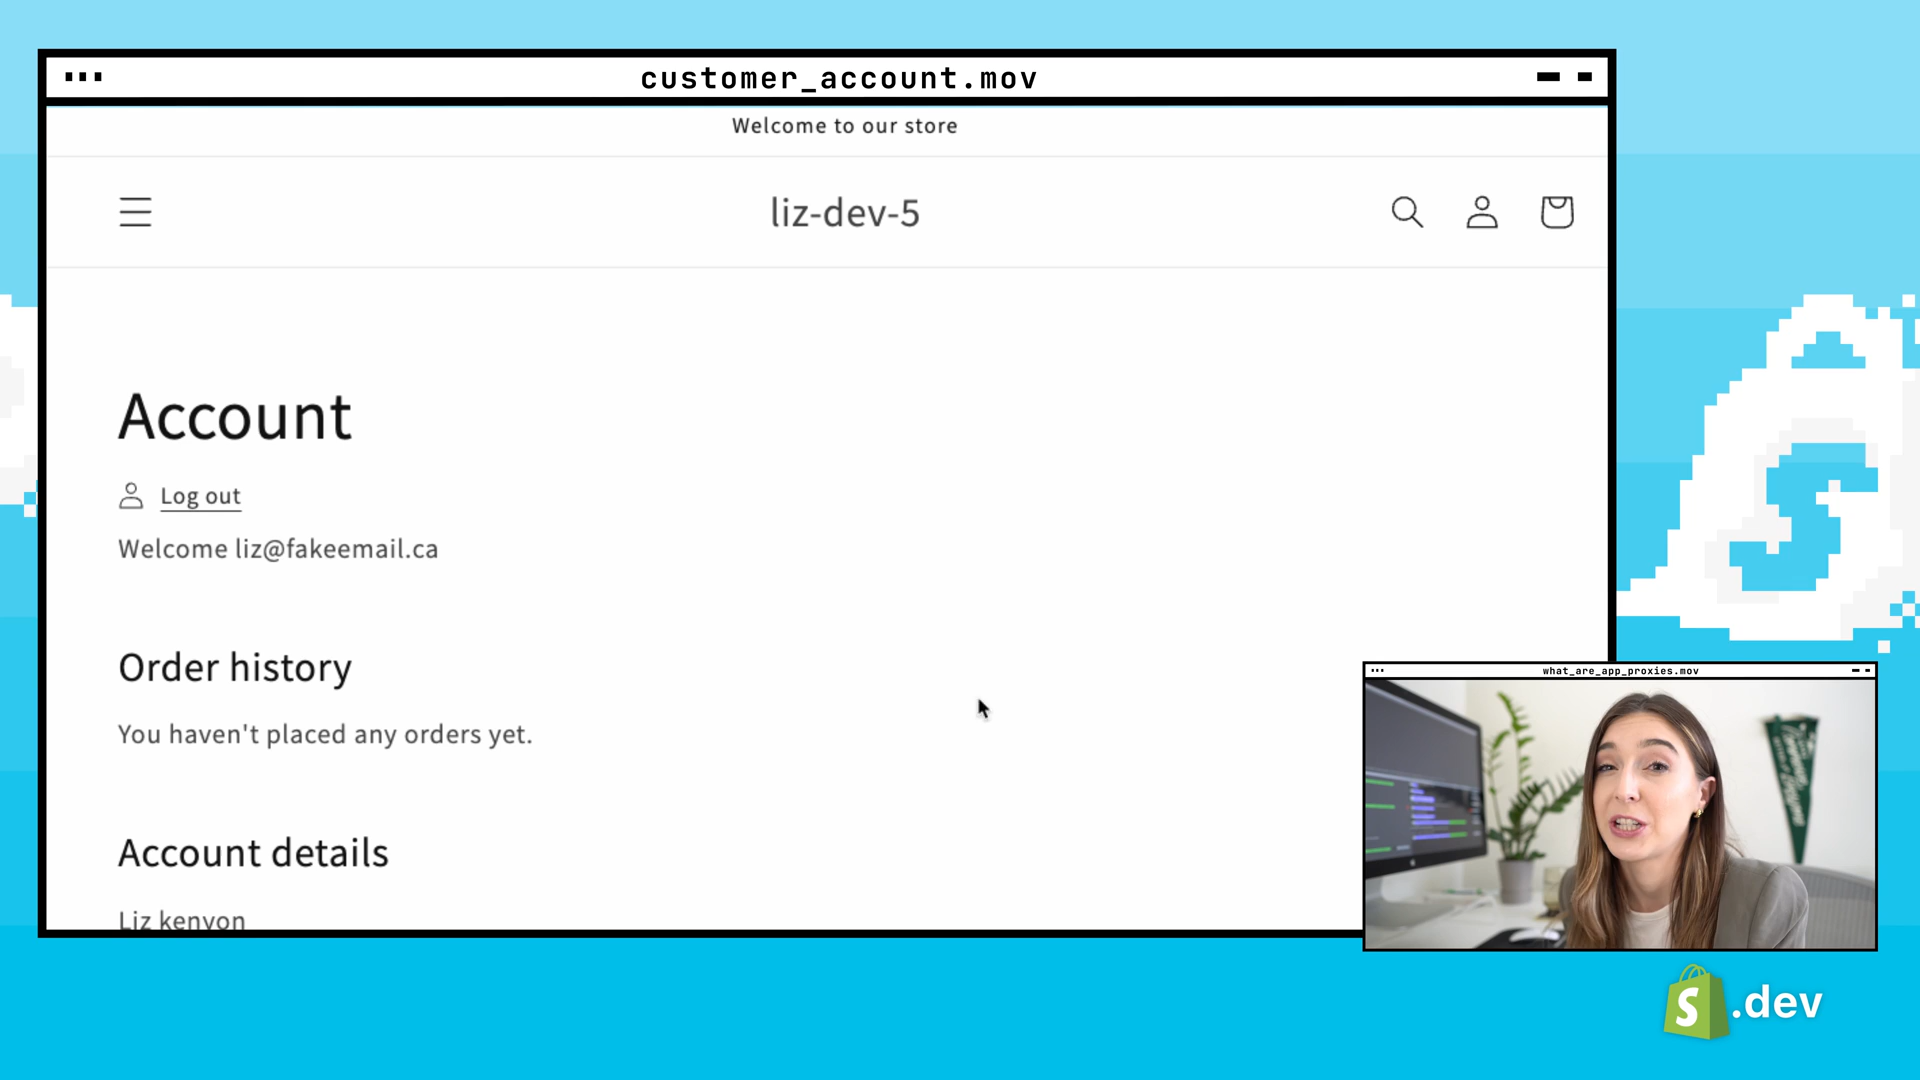 customer_account.mov
Welcome to our store
liz-dev-5
Account
Log out
Welcome liz@fakeemail.ca
Order history
You haven't placed any orders yet.
Account details
Liz kenyon
what_are_app_proxies.mov
.dev